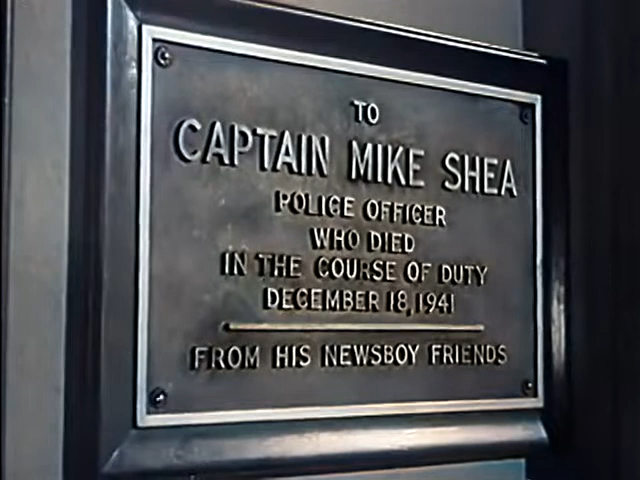 TO
CAPTAIN MIKE SHEA
POLICE OFFICER
WHO DIED
IN THE COURSE OF DUTY
DECEMBER 18, 1941
FROM HIS NEWSBOY FRIENDS